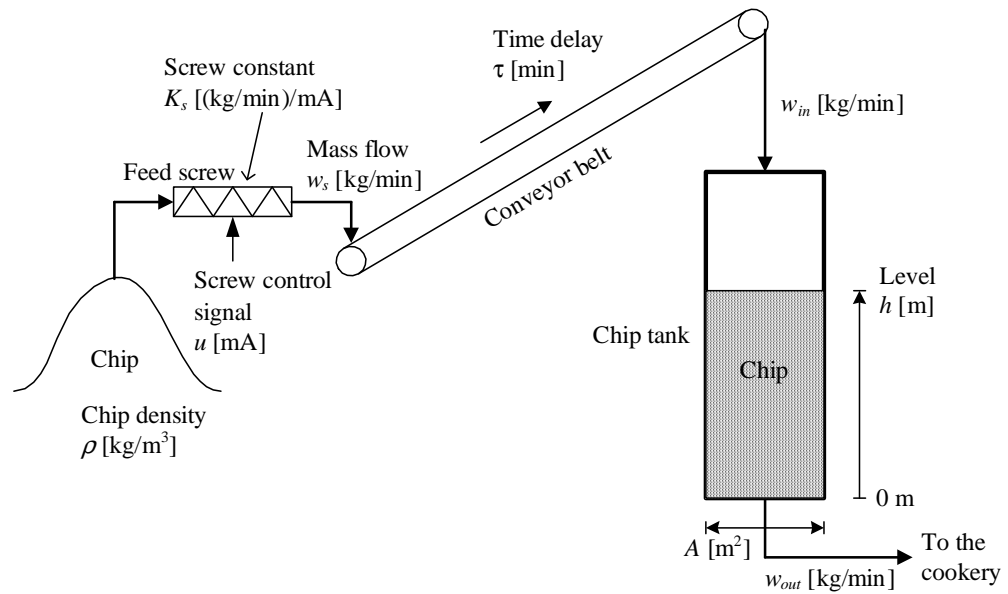 Time delay
τ [min]
Screw constant
K_s [(kg/min)/mA]
w_in [kg/min]
Mass flow
w_s [kg/min]
Feed screw
Conveyor belt
Screw control
signal
u [mA]
Level
h [m]
Chip tank
Chip
Chip
Chip density
ρ [kg/m³]
0 m
A [m²]
w_out [kg/min]
To the
cookery